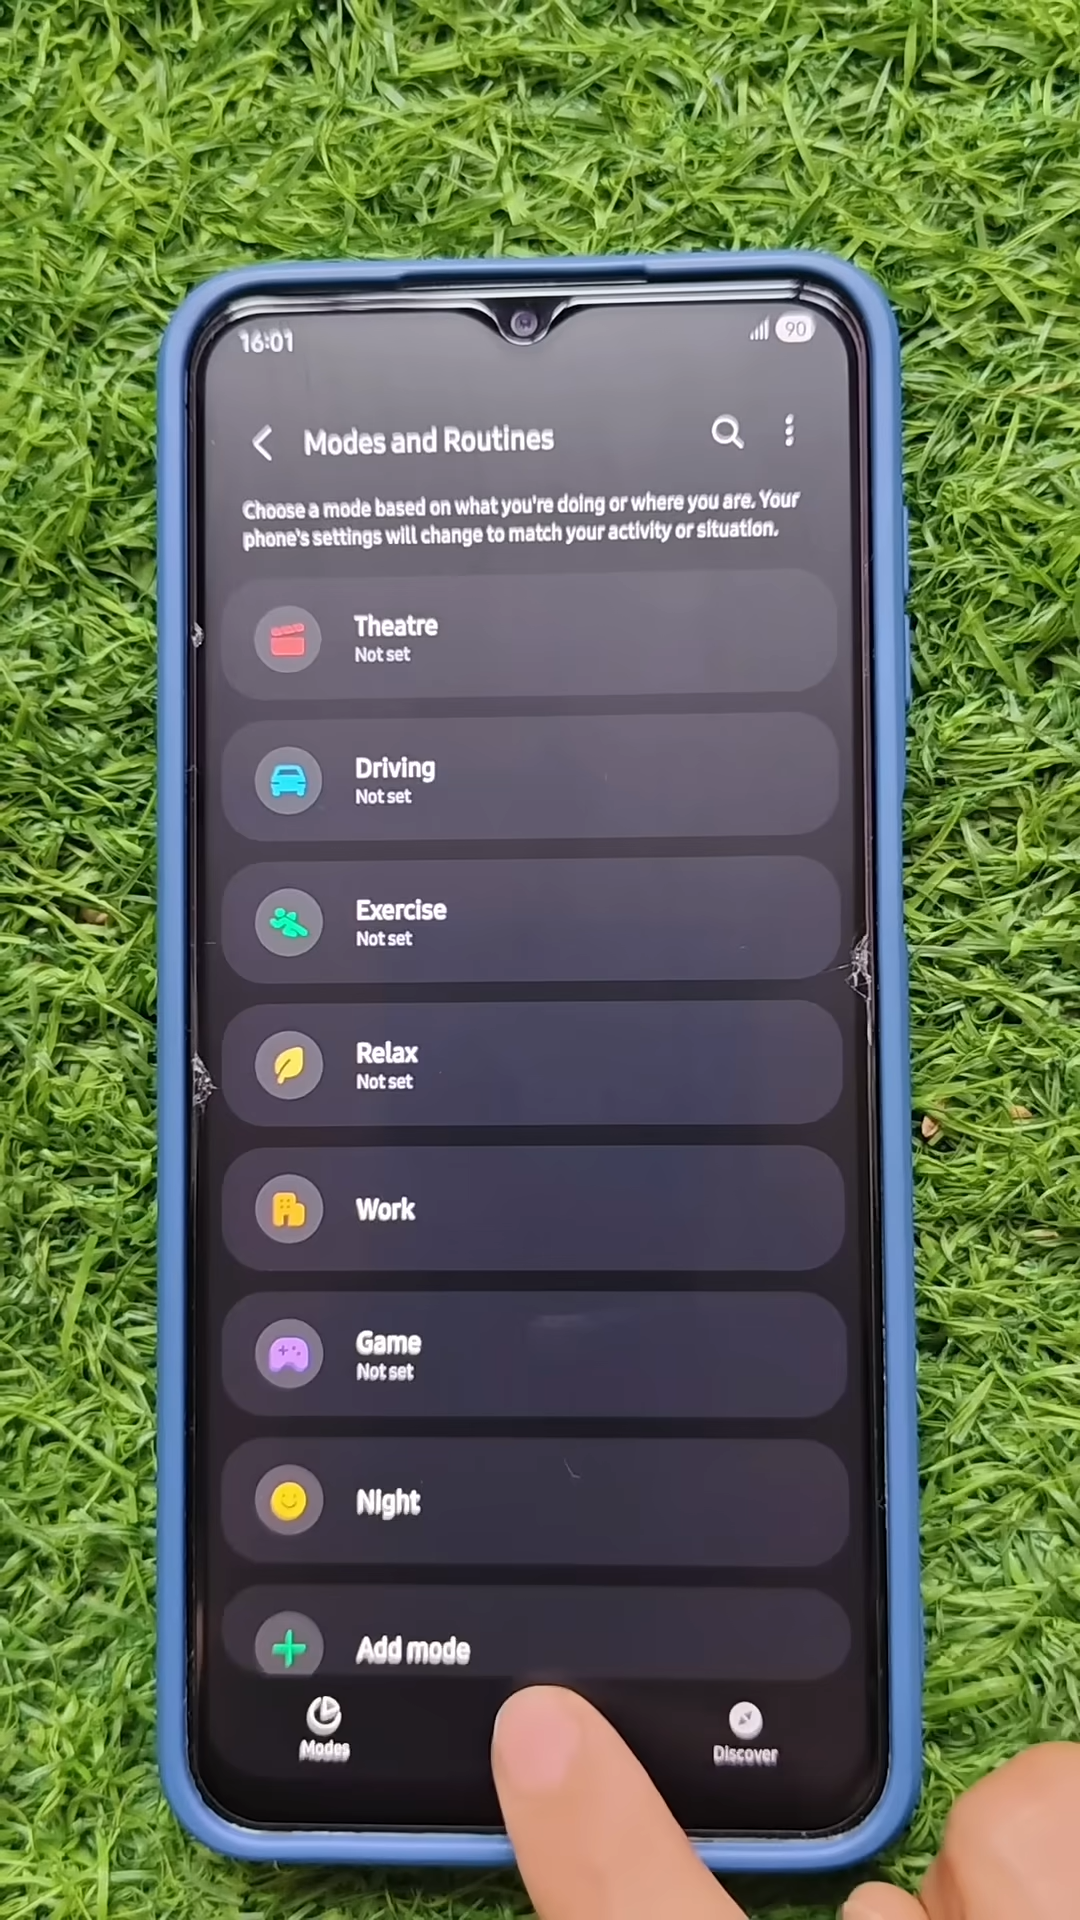 16:01
90
Modes and Routines
Choose a mode based on what you're doing or where you are. Your
phone's settings will change to match your activity or situation.
Theatre
Not set
Driving
Not set
Exercise
Not set
Relax
Not set
Work
Game
Not set
Night
Add mode
Modes
Discover